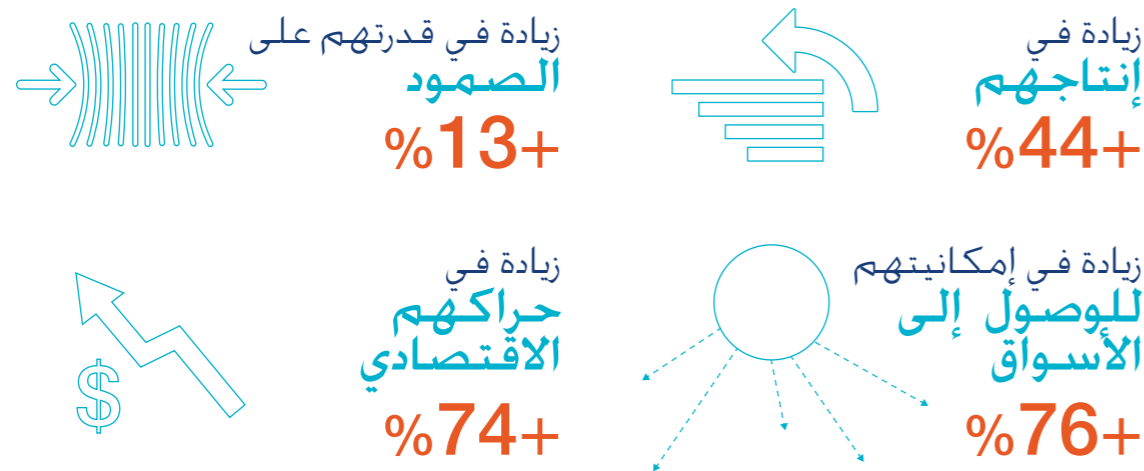 زيادة في
إنتاجهم
%44+
زيادة في قدرتهم على
الصمود
%13+
زيادة في إمكانيتهم
للوصول إلى
الأسواق
%76+
زيادة في
حراكهم
الاقتصادي
%74+
$